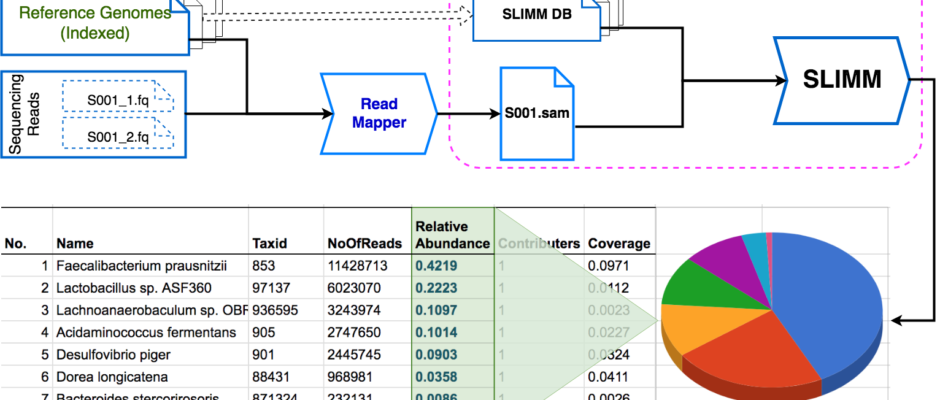 Reference Genomes
(Indexed)
SLIMM DB
Sequencing
Reads
S001_1.fq
S001_2.fq
Read
Mapper
S001.sam
SLIMM
No. Name Taxid NoOfReads Relative Abundance Contributers Coverage
1 Faecalibacterium prausnitzii 853 11428713 0.4219 1 0.0971
2 Lactobacillus sp. ASF360 97137 6023070 0.2223 1 0.0112
3 Lachnoanaerobaculum sp. OBR 936595 3243974 0.1097 1 0.0023
4 Acidaminococcus fermentans 905 2747650 0.1014 1 0.0227
5 Desulfovibrio piger 901 2445745 0.0903 1 0.0324
6 Dorea longicatena 88431 968981 0.0358 1 0.0411
7 Bacteroides stercorirosoris 871324 232131 0.0086 1 0.0026